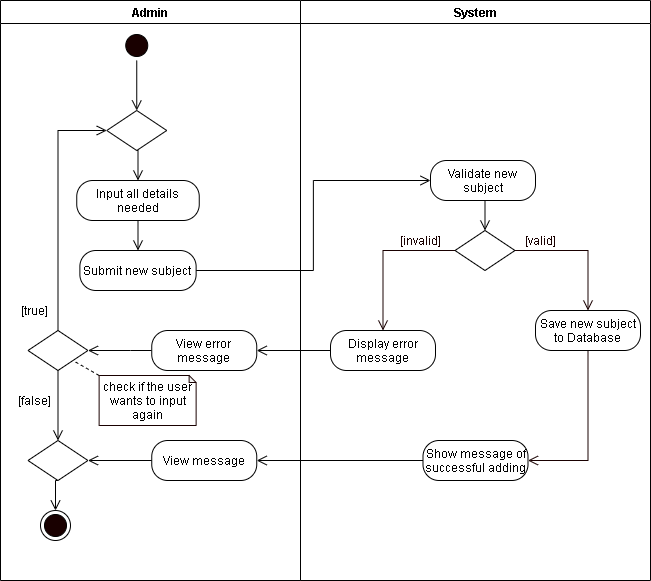 Admin
System
Input all details
needed
Submit new subject
Validate new
subject
[invalid]
[valid]
Save new subject
to Database
Display error
message
View error
message
[true]
check if the user
wants to input
again
[false]
Show message of
successful adding
View message